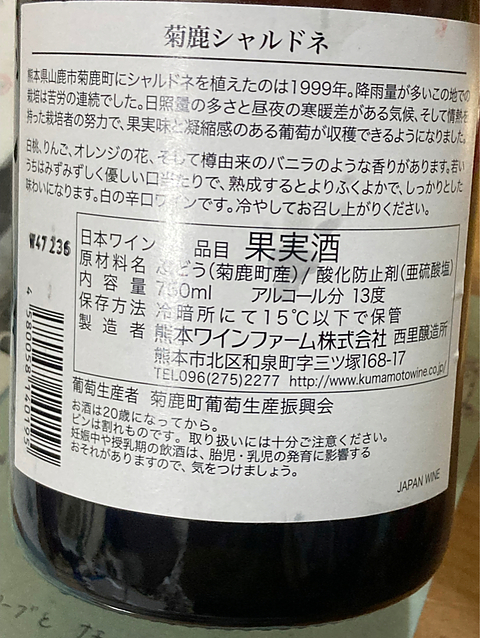 菊鹿シャルドネ
熊本県山鹿市菊鹿町にシャルドネを植えたのは1999年。降雨量が多いこの地での
栽培は苦労の連続でした。日照量の多さと昼夜の寒暖差がある気候、そして情熱を
持った栽培者の努力で、果実味と凝縮感のある葡萄が収穫できるようになりました。
白桃、りんご、オレンジの花、そして樽由来のバニラのような香りがあります。若い
うちはみずみずしく優しい口当たりで、熟成するとよりふくよかで、しっかりとした
味わいになります。白の辛口ワインです。冷やしてお召し上がりください。
W47236
日本ワイン 品目 果実酒
原材料名 ぶどう(菊鹿町産)/酸化防止剤(亜硫酸塩)
内容量 750ml アルコール分 13度
保存方法 冷暗所にて15℃以下で保管
製造者 熊本ワインファーム株式会社 西里醸造所
熊本市北区和泉町字三ツ塚168-17
TEL096(275)2277 http://www.kumamotowine.co.jp/
葡萄生産者 菊鹿町葡萄生産振興会
お酒は20歳になってから。
ビンは割れものです。取り扱いには十分ご注意ください。
妊娠中や授乳期の飲酒は、胎児・乳児の発育に影響する
おそれがありますので、気をつけましょう。
JAPAN WINE
4 580058 140195